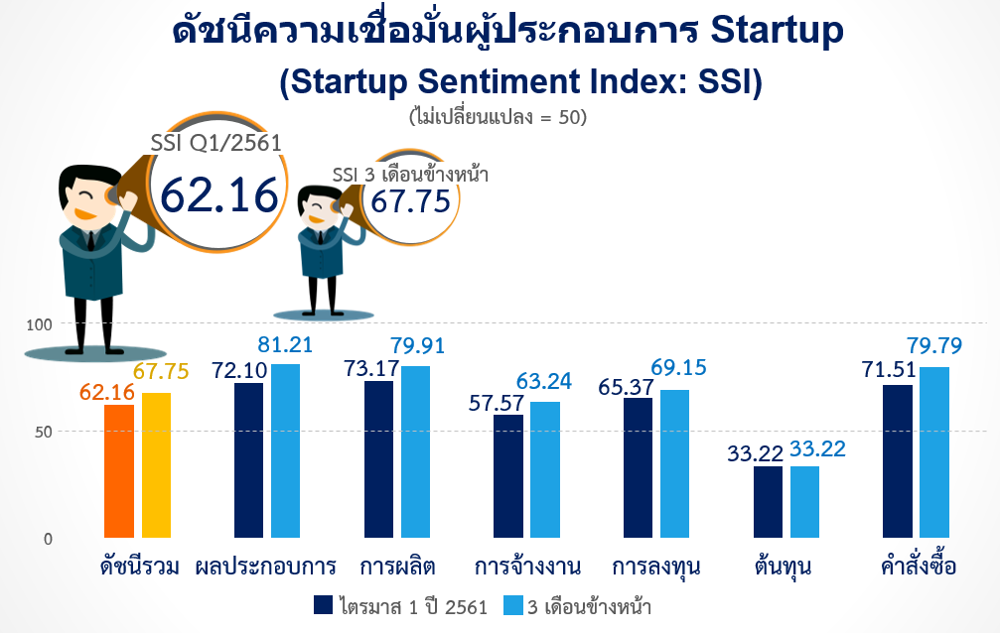 ดัชนีความเชื่อมั่นผู้ประกอบการ Startup
(Startup Sentiment Index: SSI)
(ไม่เปลี่ยนแปลง = 50)
SSI Q1/2561
62.16
SSI 3 เดือนข้างหน้า
67.75
100
50
0
62.16 67.75
72.10 81.21
73.17 79.91
57.57 63.24
65.37 69.15
33.22 33.22
71.51 79.79
ดัชนีรวม ผลประกอบการ การผลิต การจ้างงาน การลงทุน ต้นทุน คำสั่งซื้อ
ไตรมาส 1 ปี 2561 3 เดือนข้างหน้า